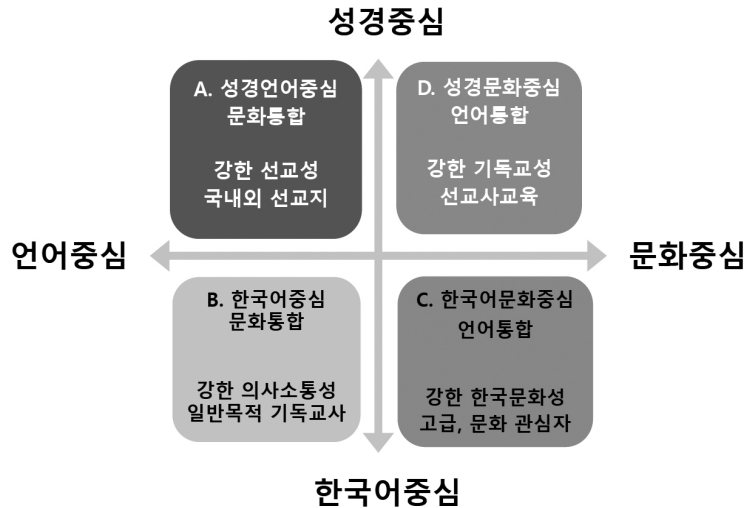 성경중심
A. 성경언어중심
문화통합
강한 선교성
국내외 선교지
D. 성경문화중심
언어통합
강한 기독교성
선교사교육
언어중심
문화중심
B. 한국어중심
문화통합
강한 의사소통성
일반목적 기독교사
C. 한국어문화중심
언어통합
강한 한국문화성
고급, 문화 관심자
한국어중심